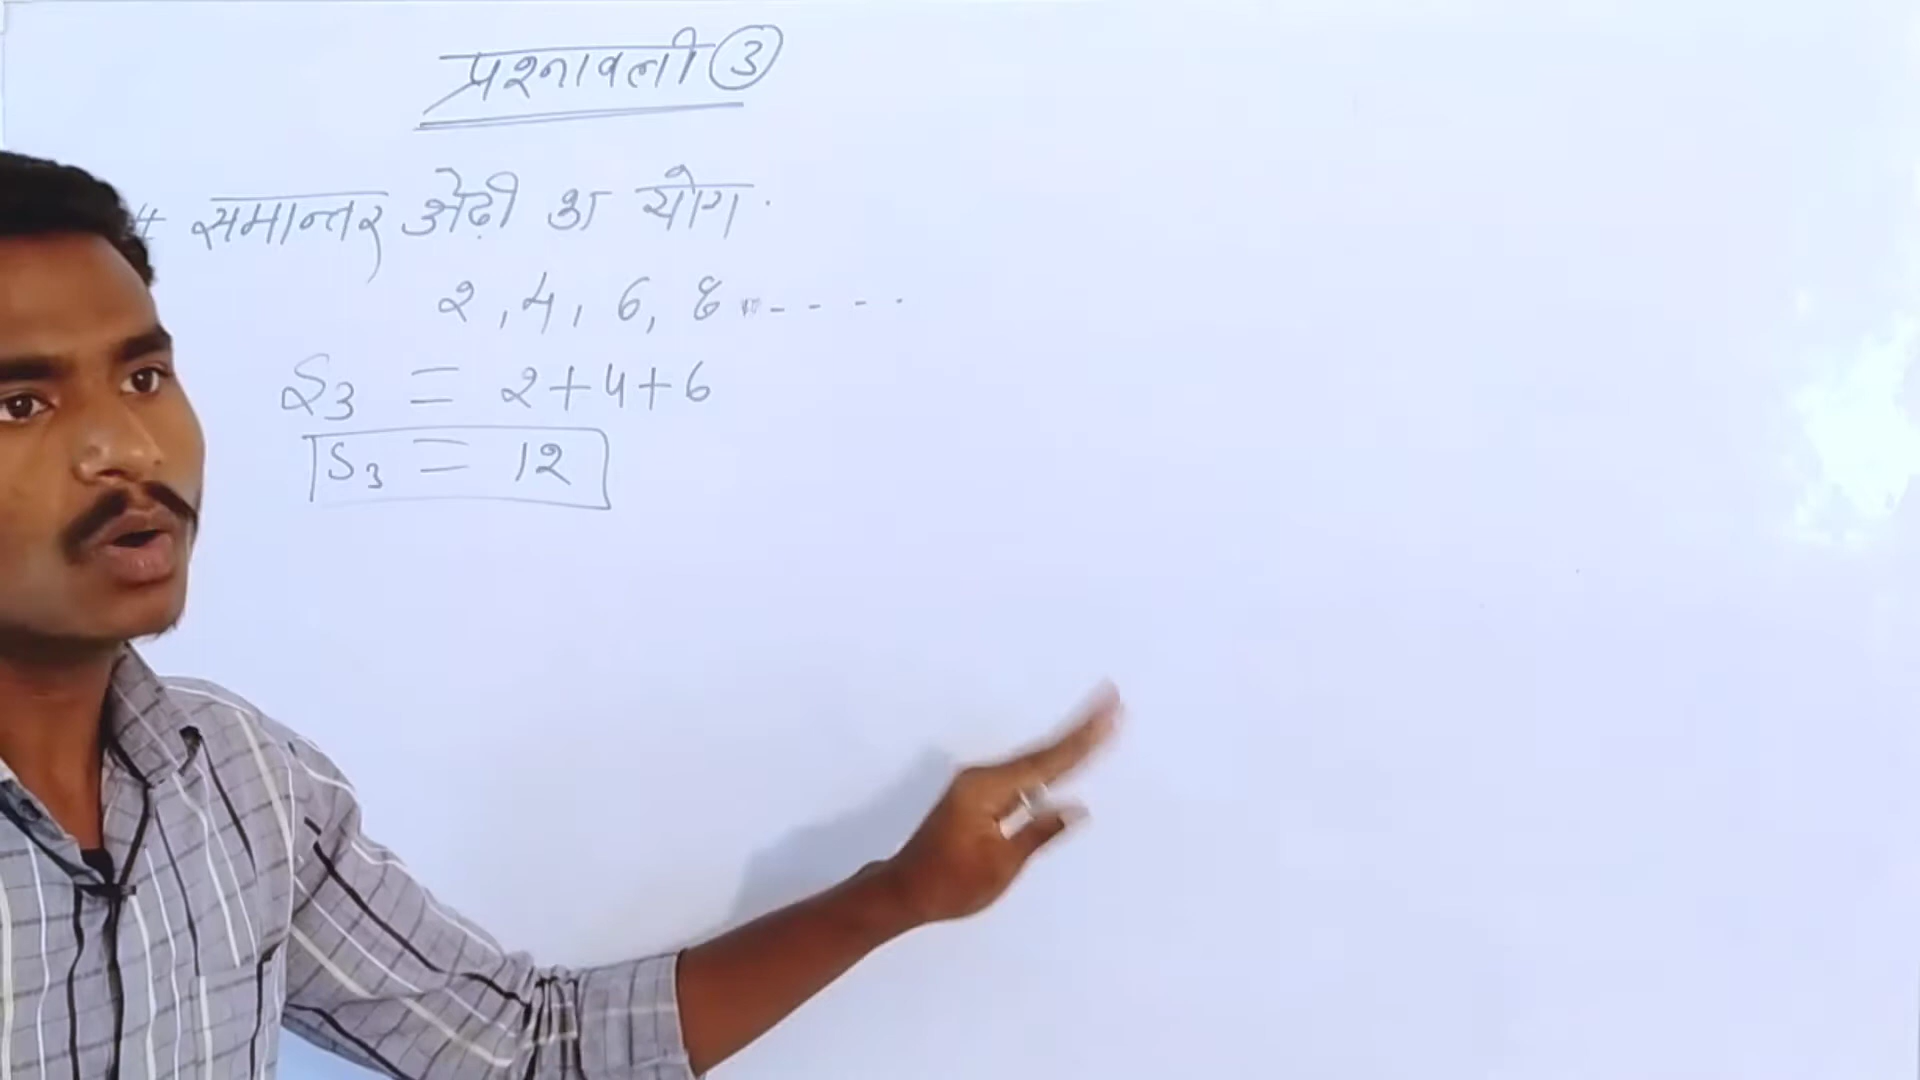 प्रश्नावली ③
# समान्तर श्रेढ़ी का योग.
2, 4, 6, 8 - - - - .
S₃ = 2+4+6
S₃ = 12